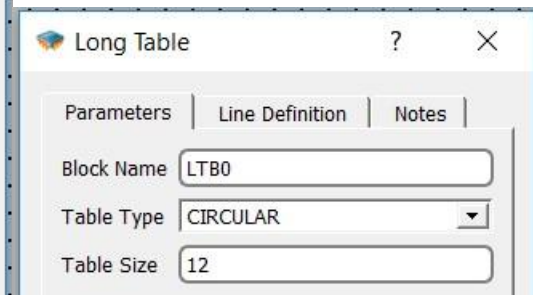 Long Table ? ×
Parameters Line Definition Notes
Block Name LTB0
Table Type CIRCULAR
Table Size 12